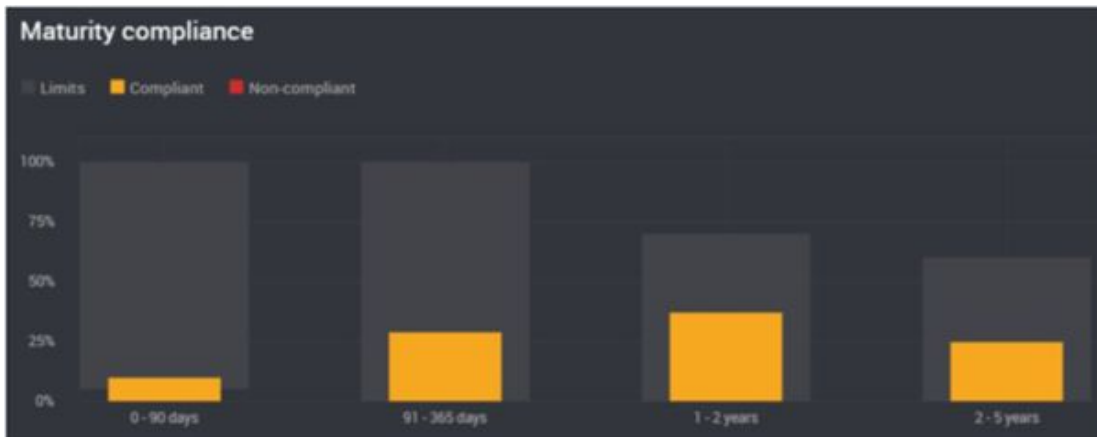 Maturity compliance
Limits Compliant Non-compliant
100%
75%
50%
25%
0%
0 - 90 days 91 - 365 days 1 - 2 years 2 - 5 years